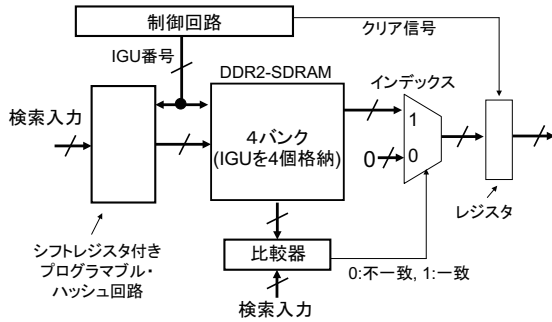 制御回路
クリア信号
IGU番号
DDR2-SDRAM
インデックス
検索入力
4バンク
(IGUを4個格納)
1
0
0
レジスタ
シフトレジスタ付き
プログラマブル・
ハッシュ回路
比較器
0:不一致, 1:一致
検索入力